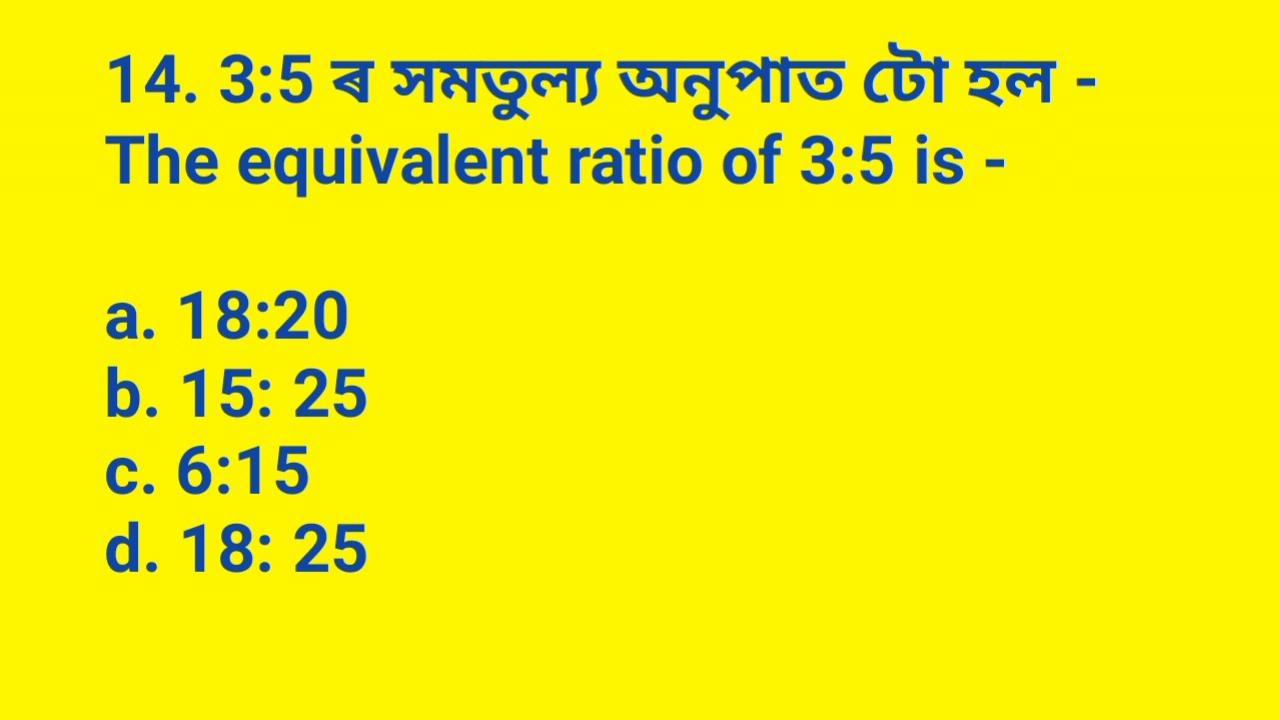 14. 3:5 ৰ সমতুল্য অনুপাত টো হল -
The equivalent ratio of 3:5 is -
a. 18:20
b. 15: 25
c. 6:15
d. 18: 25